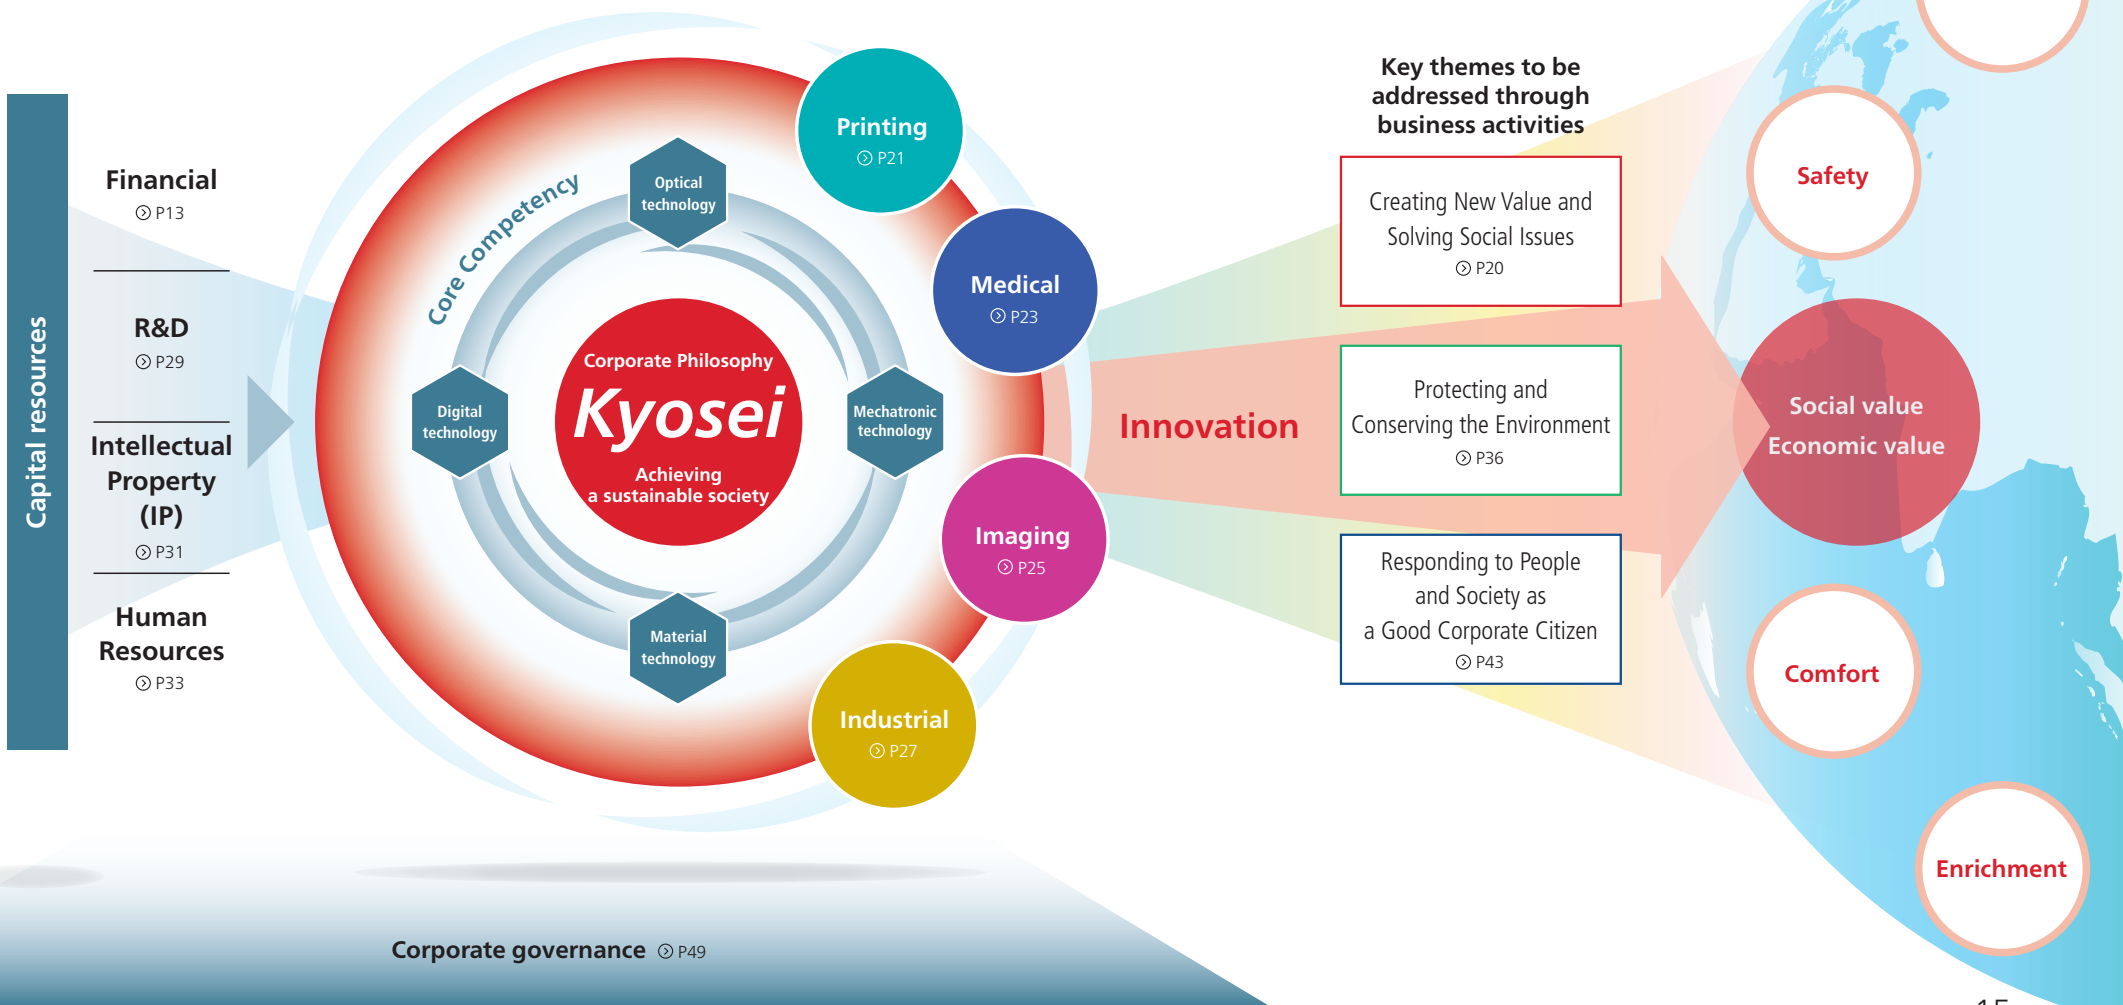 Capital resources
Financial
P13
R&D
P29
Intellectual
Property
(IP)
P31
Human
Resources
P33
Core Competency
Optical
technology
Digital
technology
Mechatronic
technology
Material
technology
Corporate Philosophy
Kyosei
Achieving
a sustainable society
Printing
P21
Medical
P23
Imaging
P25
Industrial
P27
Innovation
Key themes to be
addressed through
business activities
Creating New Value and
Solving Social Issues
P20
Protecting and
Conserving the Environment
P36
Responding to People
and Society as
a Good Corporate Citizen
P43
Safety
Social value
Economic value
Comfort
Enrichment
Corporate governance P49